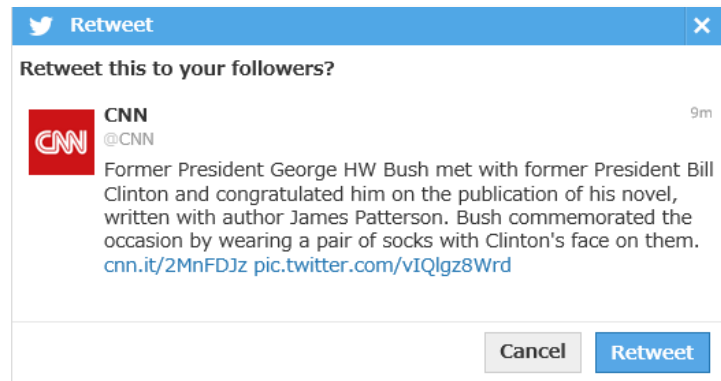 Retweet
Retweet this to your followers?
CNN
CNN 9m
@CNN
Former President George HW Bush met with former President Bill
Clinton and congratulated him on the publication of his novel,
written with author James Patterson. Bush commemorated the
occasion by wearing a pair of socks with Clinton's face on them.
cnn.it/2MnFDJz pic.twitter.com/vIQlgz8Wrd
Cancel Retweet